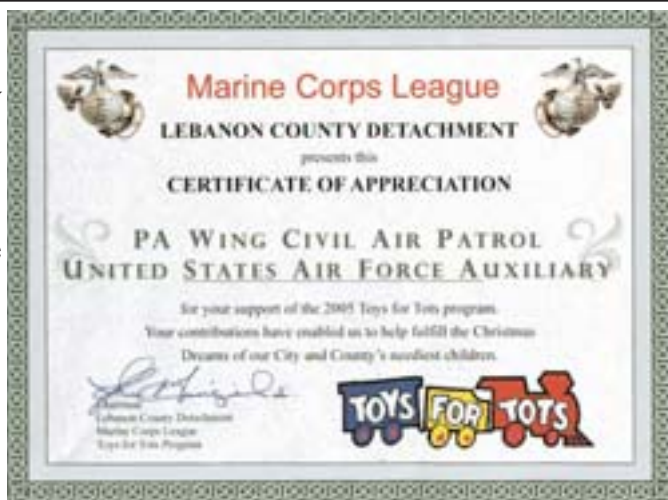 Marine Corps League
LEBANON COUNTY DETACHMENT
presents this
CERTIFICATE OF APPRECIATION
PA WING CIVIL AIR PATROL
UNITED STATES AIR FORCE AUXILIARY
for your support of the 2005 Toys for Tots program.
Your contributions have enabled us to help fulfill the Christmas
Dreams of our City and County's neediest children.
Lebanon County Detachment
Marine Corps League
Toys for Tots Program
TOYS FOR TOTS